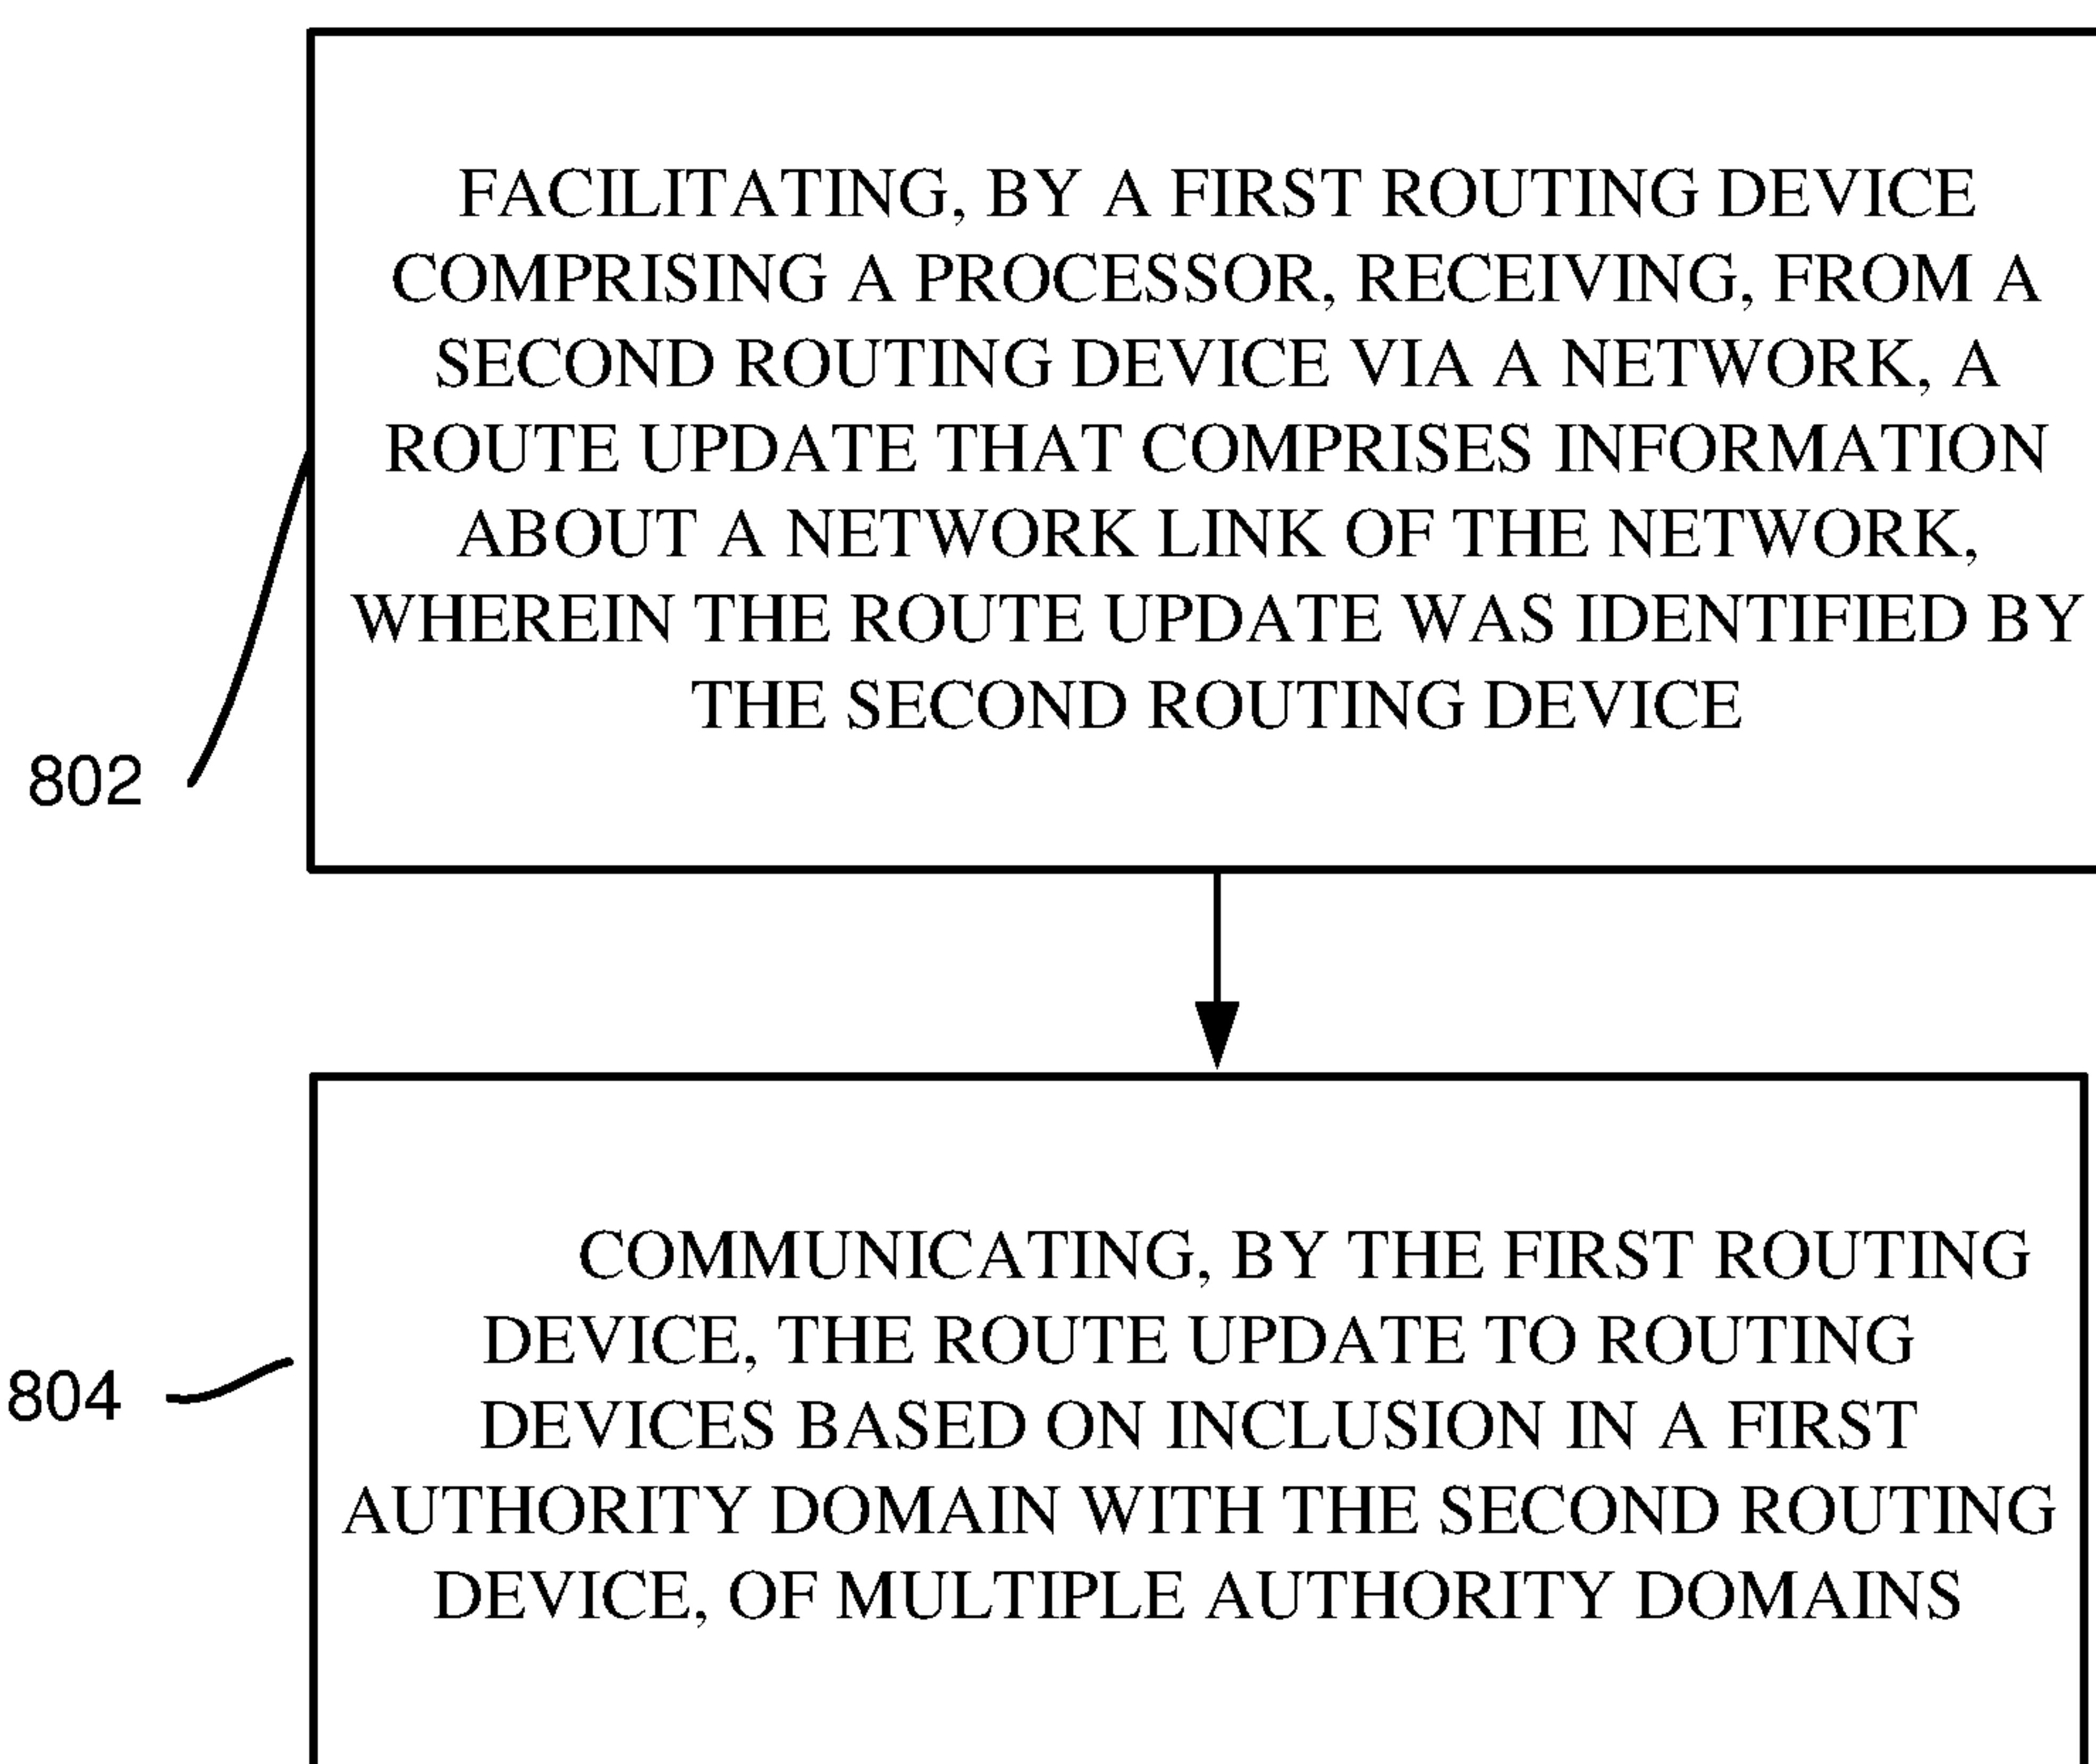 FACILITATING, BY A FIRST ROUTING DEVICE
COMPRISING A PROCESSOR, RECEIVING, FROM A
SECOND ROUTING DEVICE VIA A NETWORK, A
ROUTE UPDATE THAT COMPRISES INFORMATION
ABOUT A NETWORK LINK OF THE NETWORK,
WHEREIN THE ROUTE UPDATE WAS IDENTIFIED BY
THE SECOND ROUTING DEVICE
802
COMMUNICATING, BY THE FIRST ROUTING
DEVICE, THE ROUTE UPDATE TO ROUTING
DEVICES BASED ON INCLUSION IN A FIRST
AUTHORITY DOMAIN WITH THE SECOND ROUTING
DEVICE, OF MULTIPLE AUTHORITY DOMAINS
804